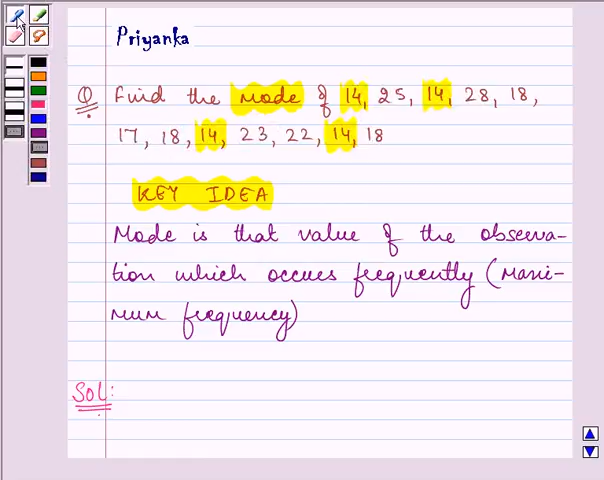 Priyanka
Q Find the mode of 14, 25, 14, 28, 18,
17, 18, 14, 23, 22, 14, 18
KEY IDEA
Mode is that value of the observa-
tion which occues frequently (Maxi-
mum frequency)
Sol: